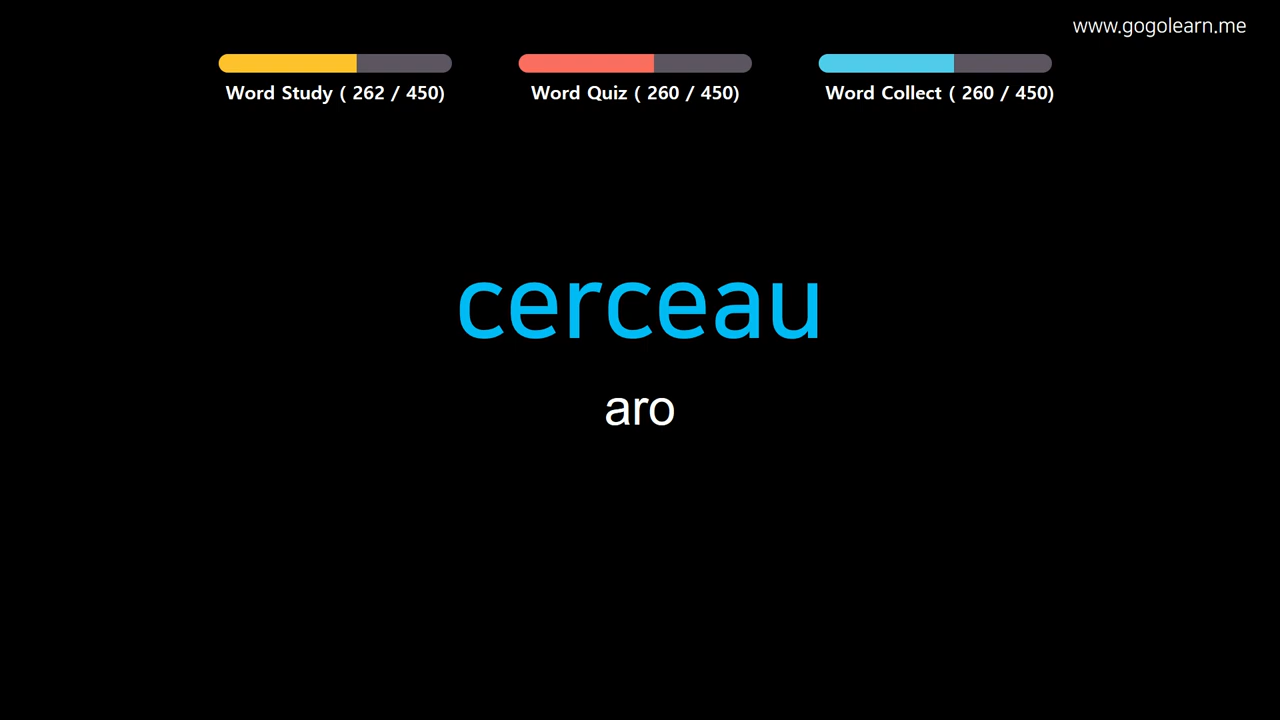 www.gogolearn.me
Word Study ( 262 / 450)
Word Quiz ( 260 / 450)
Word Collect ( 260 / 450)
cerceau
aro